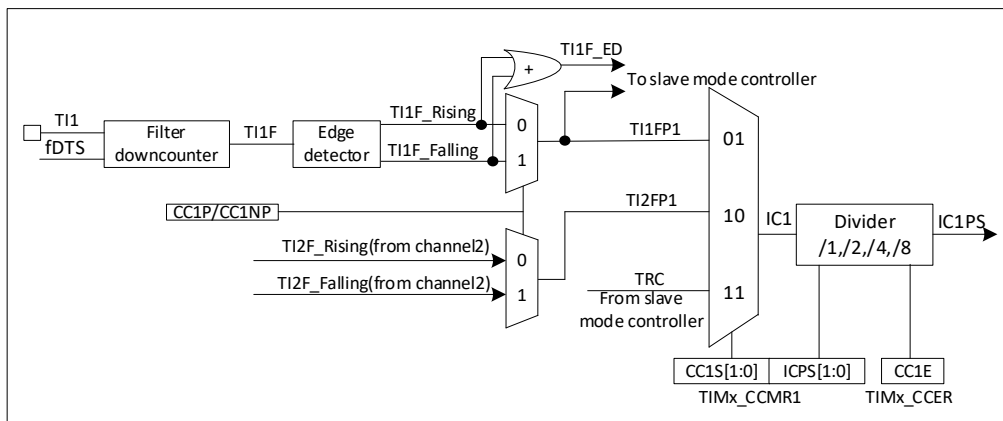 TI1F_ED
To slave mode controller
TI1
fDTS
Filter
downcounter
TI1F
Edge
detector
TI1F_Rising
TI1F_Falling
+
0
1
TI1FP1
01
CC1P/CC1NP
TI2FP1
10
TI2F_Rising(from channel2)
TI2F_Falling(from channel2)
0
1
TRC
From slave
mode controller
11
IC1
Divider
/1,/2,/4,/8
IC1PS
CC1S[1:0]
ICPS[1:0]
CC1E
TIMx_CCMR1
TIMx_CCER